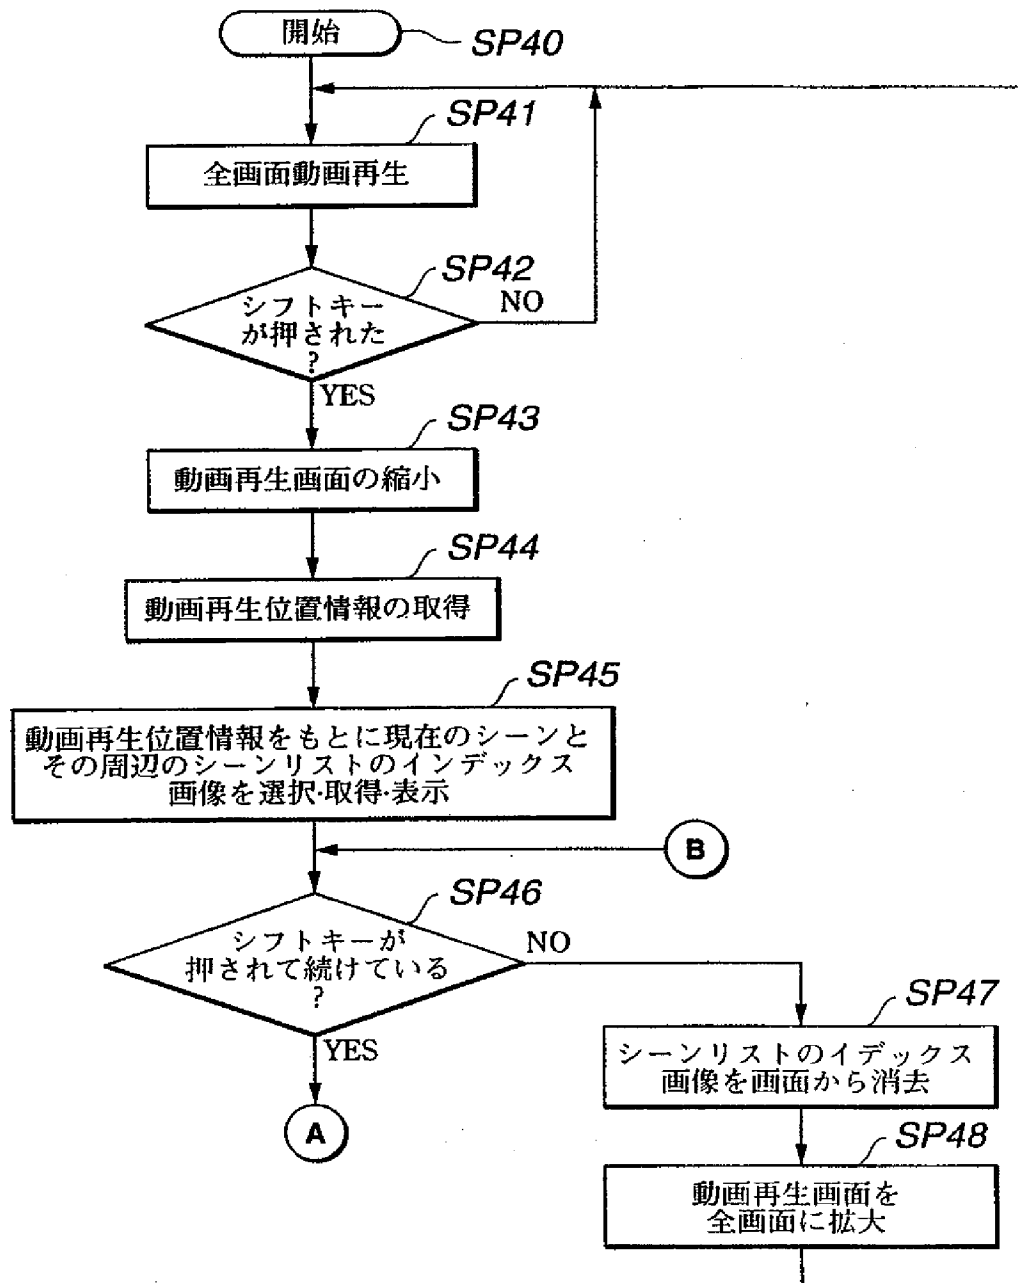 開始
SP40
SP41
全画面動画再生
SP42
シフトキー
が押された
?
NO
YES
SP43
動画再生画面の縮小
SP44
動画再生位置情報の取得
SP45
動画再生位置情報をもとに現在のシーンと
その周辺のシーンリストのインデックス
画像を選択·取得·表示
B
SP46
シフトキーが
押されて続けている
?
NO
YES
A
SP47
シーンリストのイデックス
画像を画面から消去
SP48
動画再生画面を
全画面に拡大